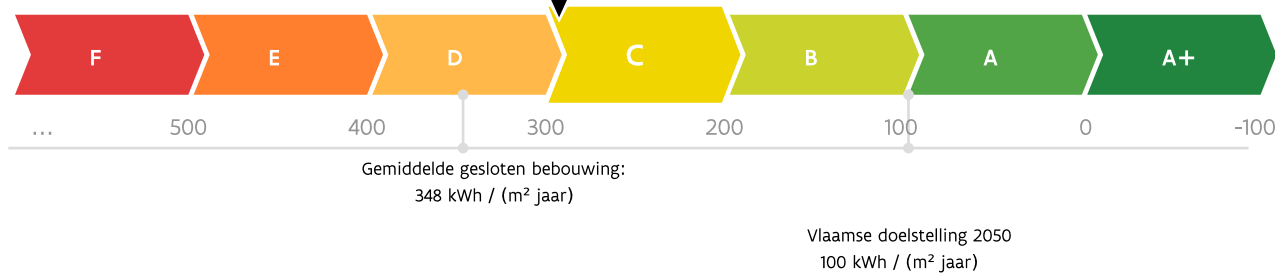 F E D C B A A+
... 500 400 300 200 100 0 -100
Gemiddelde gesloten bebouwing:
348 kWh / (m² jaar)
Vlaamse doelstelling 2050
100 kWh / (m² jaar)